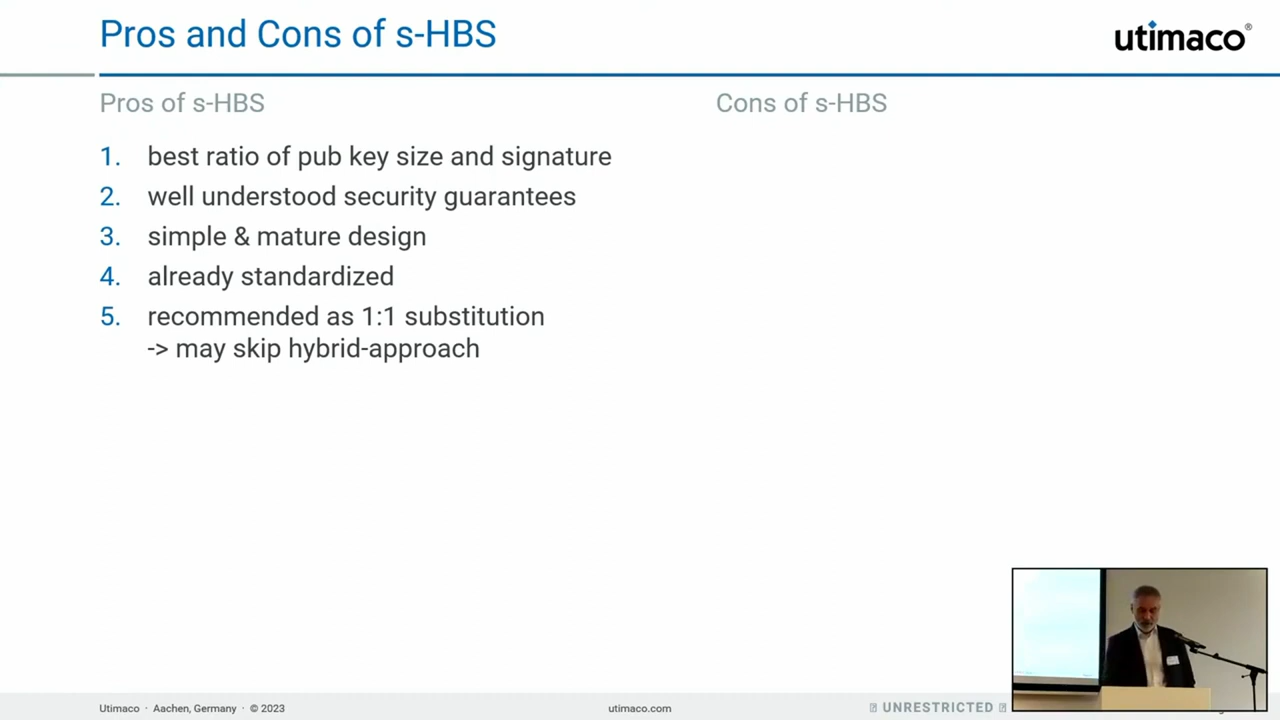 Pros and Cons of s-HBS
utimaco®
Pros of s-HBS
1. best ratio of pub key size and signature
2. well understood security guarantees
3. simple & mature design
4. already standardized
5. recommended as 1:1 substitution
-> may skip hybrid-approach
Cons of s-HBS
Utimaco · Aachen, Germany · © 2023
utimaco.com
UNRESTRICTED